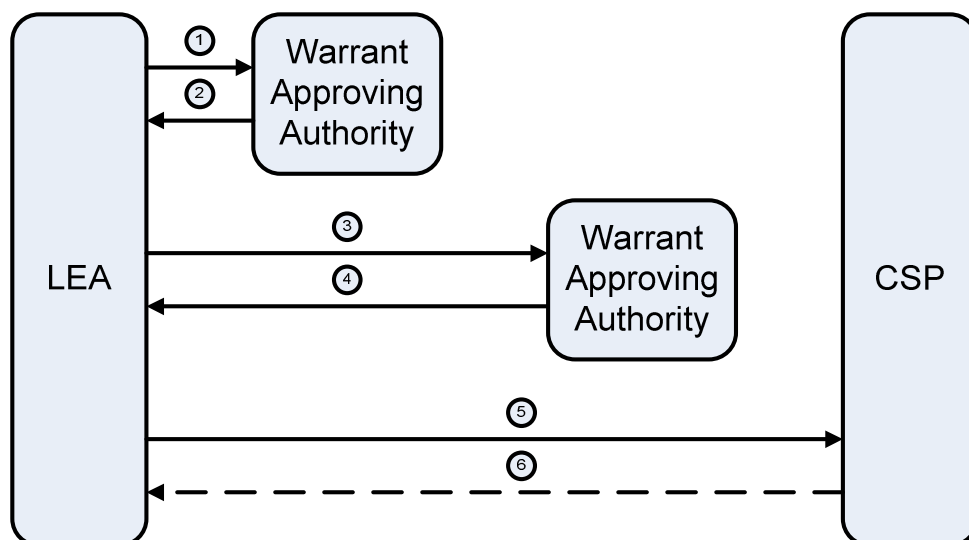 1
Warrant
Approving
Authority
2
3
Warrant
Approving
Authority
4
LEA
CSP
5
6